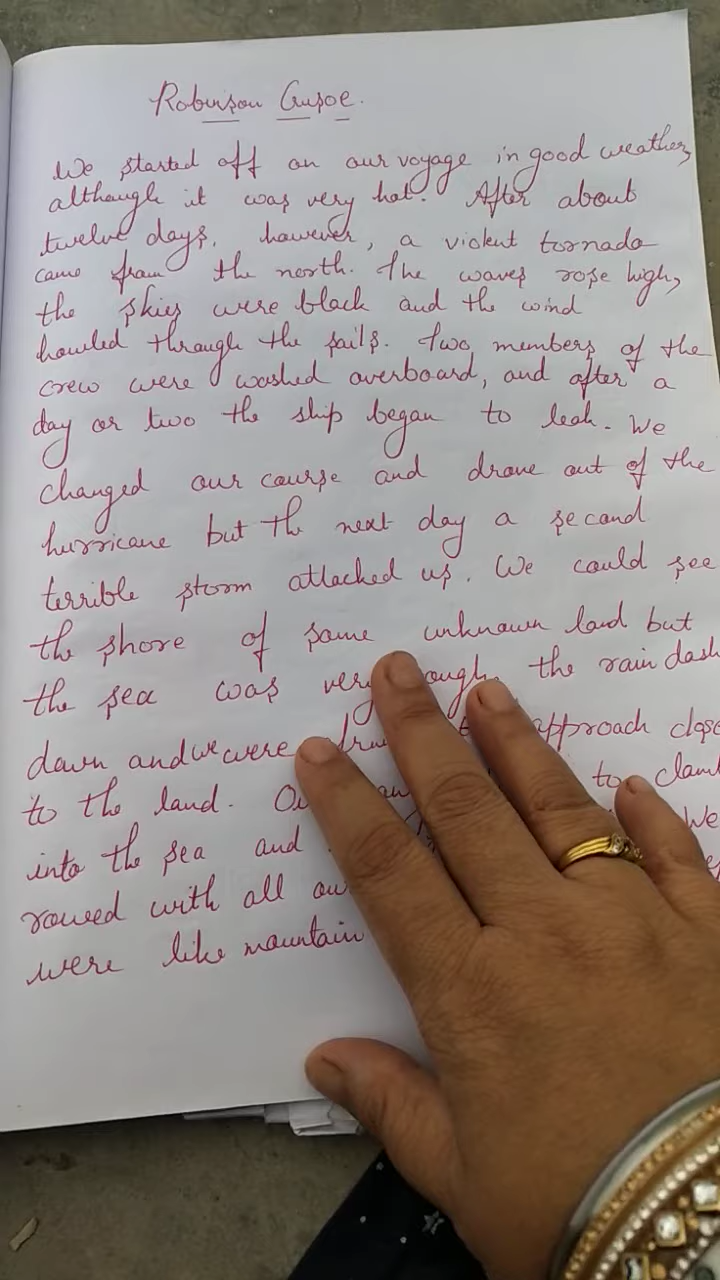 Robinson Crusoe.
We started off on our voyage in good weather,
although it was very hot. After about
twelve days, however, a violent tornado
came from the north. The waves rose high,
the skies were black and the wind
howled through the sails. Two members of the
crew were washed overboard, and after a
day or two the ship began to leak. We
changed our course and drove out of the
hurricane but the next day a second
terrible storm attacked us. We could see
the shore of some unknown land but
the sea was very the rain dash
down and we were approach close
to the land. to
into the sea and We
rowed with all
were like mountain